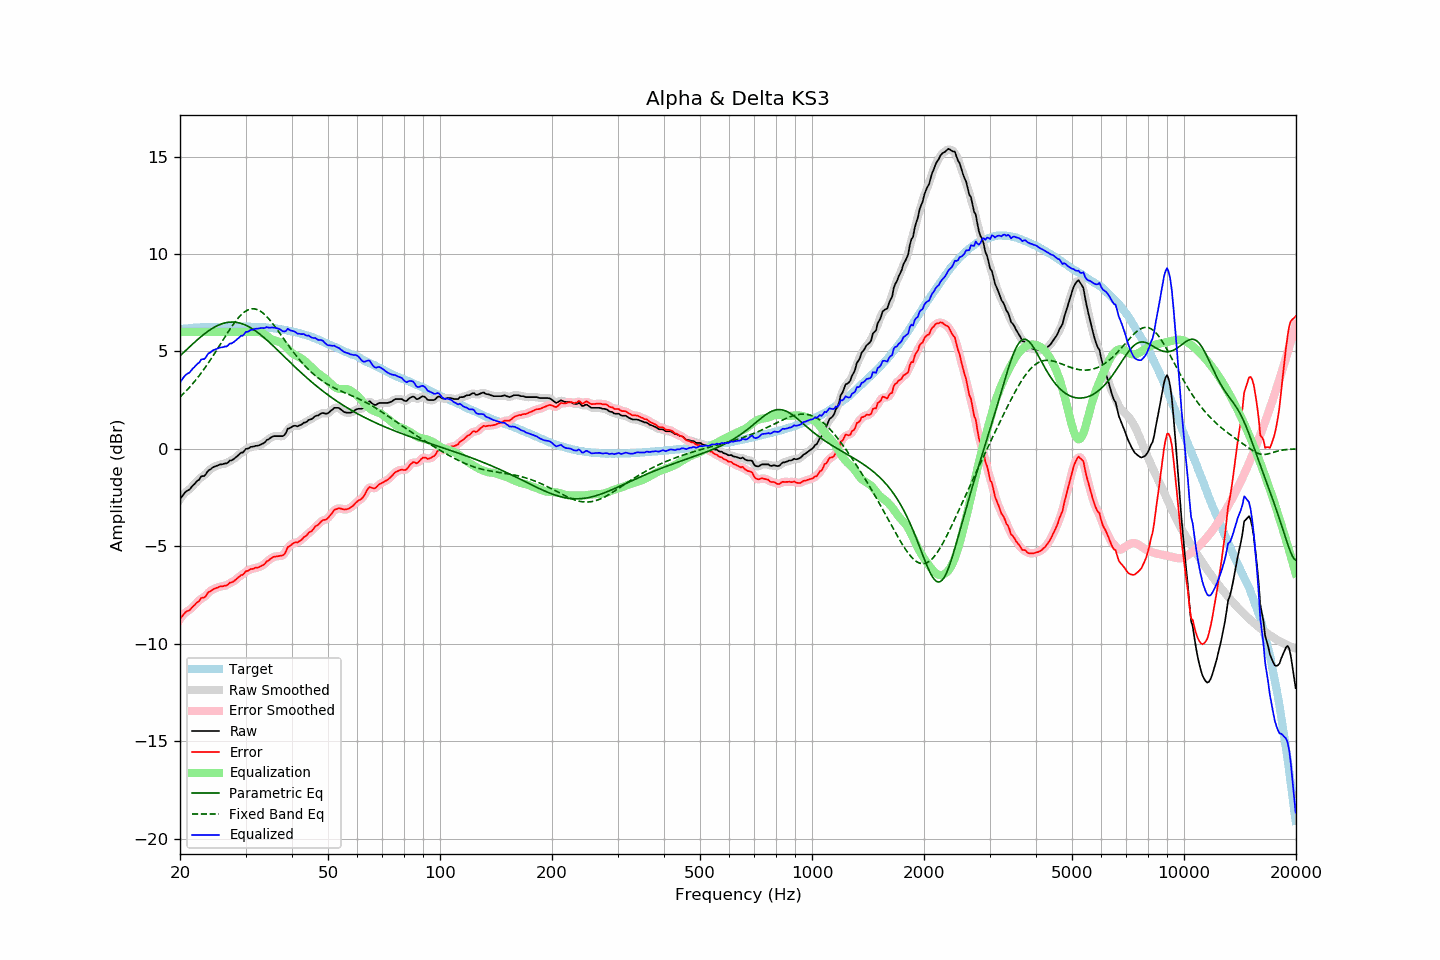 Alpha & Delta KS3
Amplitude (dBr)
15
10
5
0
−5
−10
−15
−20
Target
Raw Smoothed
Error Smoothed
Raw
Error
Equalization
Parametric Eq
Fixed Band Eq
Equalized
20 50 100 200 500 1000 2000 5000 10000 20000
Frequency (Hz)